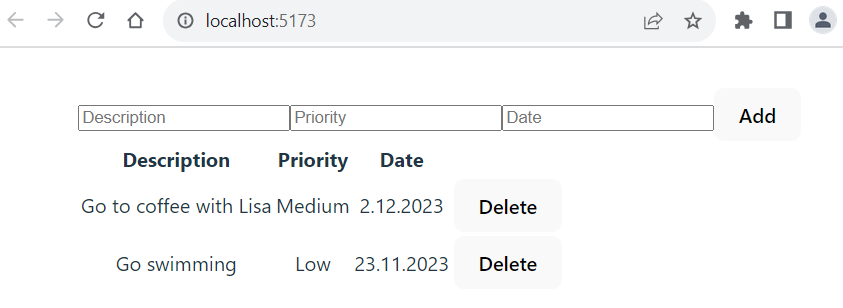 localhost:5173
Description Priority Date Add
Description Priority Date
Go to coffee with Lisa Medium 2.12.2023 Delete
Go swimming Low 23.11.2023 Delete